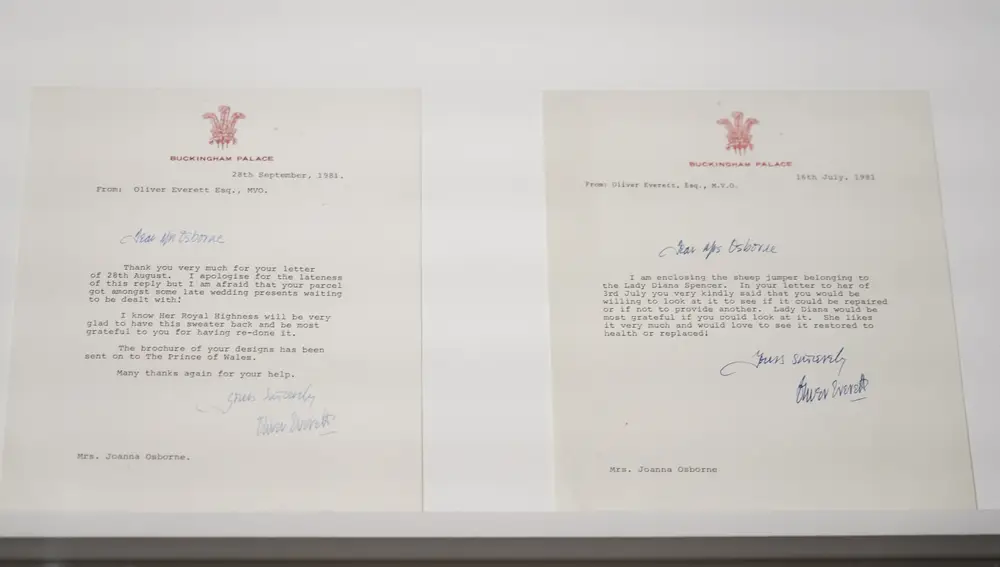 BUCKINGHAM PALACE
28th September, 1981.
From: Oliver Everett Esq., MVO.
Dear Mrs Osborne
Thank you very much for your letter
of 28th August. I apologise for the lateness
of this reply but I am afraid that your parcel
got amongst some late wedding presents waiting
to be dealt with!
I know Her Royal Highness will be very
glad to have this sweater back and be most
grateful to you for having re-done it.
The brochure of your designs has been
sent on to The Prince of Wales.
Many thanks again for your help.
Yours sincerely
Oliver Everett
Mrs. Joanna Osborne.
BUCKINGHAM PALACE
16th July, 1981
From: Oliver Everett, Esq., M.V.O.
Dear Mrs Osborne
I am enclosing the sheep jumper belonging to
the Lady Diana Spencer. In your letter to her of
3rd July you very kindly said that you would be
willing to look at it to see if it could be repaired
or if not to provide another. Lady Diana would be
most grateful if you could look at it. She likes
it very much and would love to see it restored to
health or replaced!
Yours sincerely
Oliver Everett
Mrs. Joanna Osborne